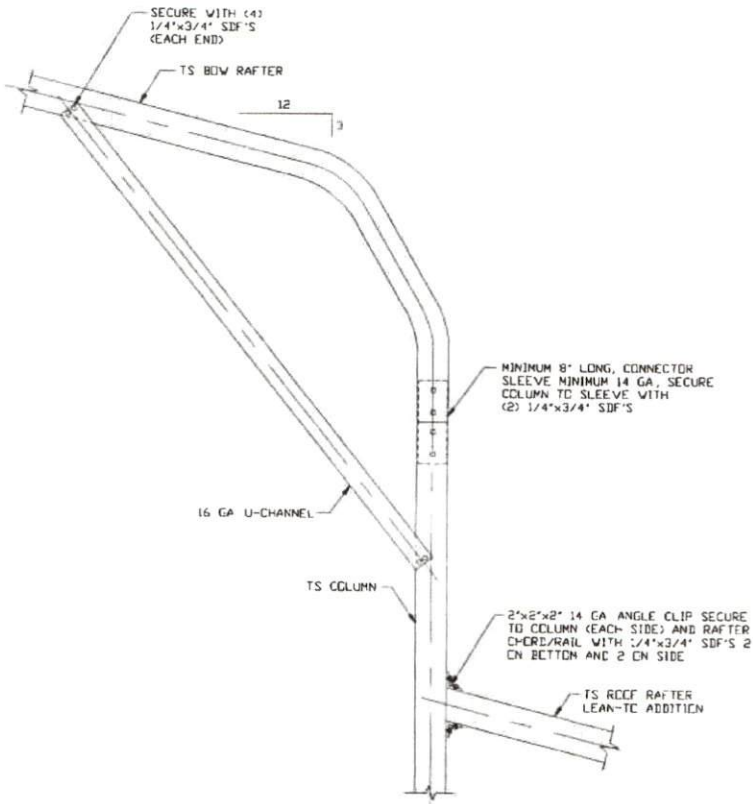 SECURE WITH (4)
1/4"x3/4" SDF'S
(EACH END)
TS BOW RAFTER
12
3
MINIMUM 8" LONG, CONNECTOR
SLEEVE MINIMUM 14 GA, SECURE
COLUMN TO SLEEVE WITH
(2) 1/4"x3/4" SDF'S
16 GA U-CHANNEL
TS COLUMN
2"x2"x2" 14 GA ANGLE CLIP SECURE
TO COLUMN (EACH SIDE) AND RAFTER
CHORD/RAIL WITH 1/4"x3/4" SDF'S 2
ON BOTTOM AND 2 ON SIDE
TS ROOF RAFTER
LEAN-TO ADDITION